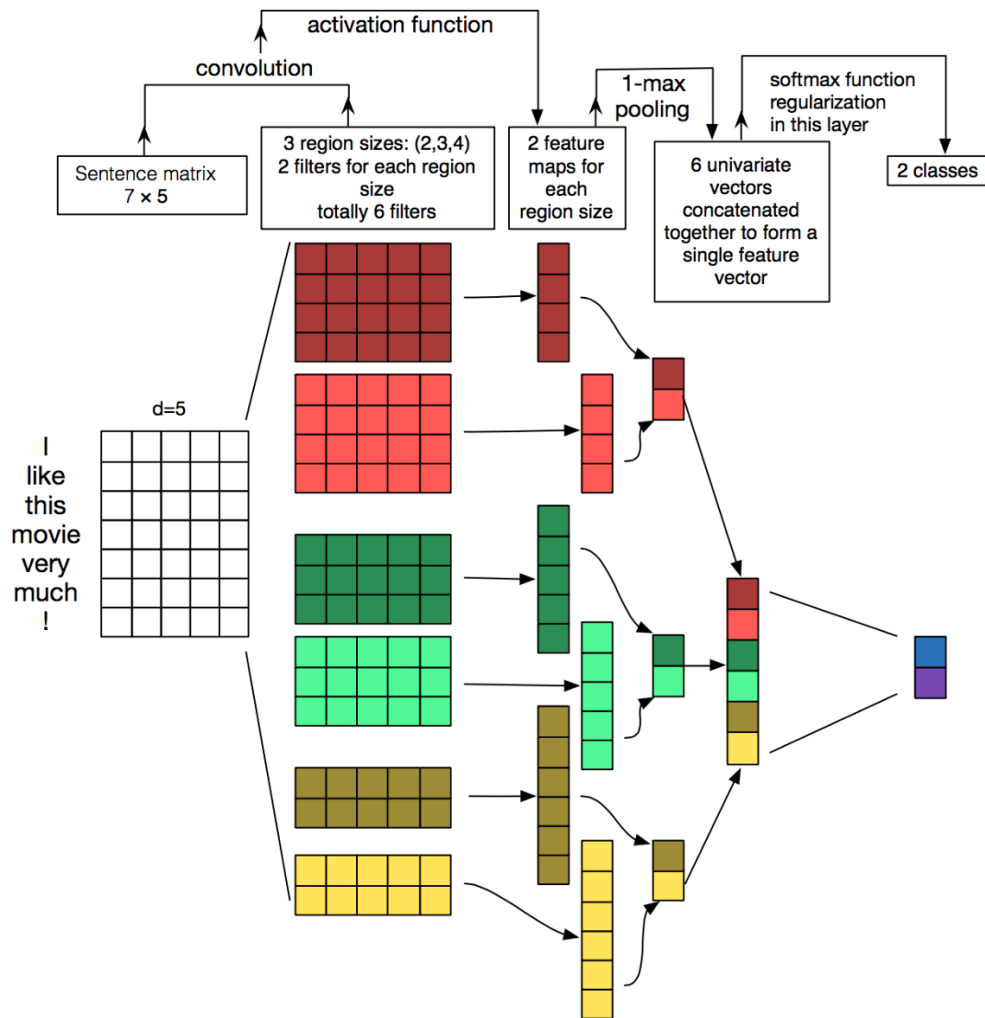 activation function
convolution
1-max
pooling
softmax function
regularization
in this layer
Sentence matrix
7 × 5
3 region sizes: (2,3,4)
2 filters for each region
size
totally 6 filters
2 feature
maps for
each
region size
6 univariate
vectors
concatenated
together to form a
single feature
vector
2 classes
d=5
I
like
this
movie
very
much
!